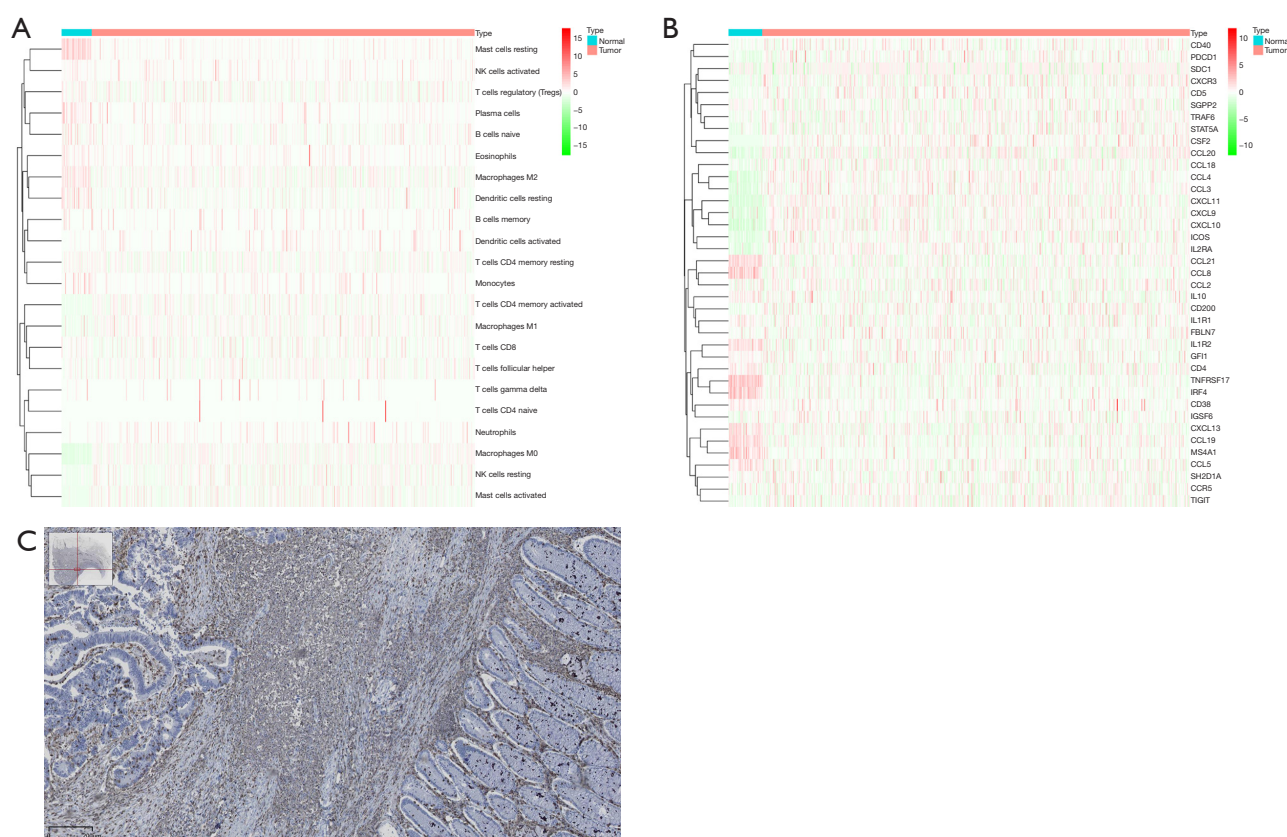 A
Type
Mast cells resting
NK cells activated
T cells regulatory (Tregs)
Plasma cells
B cells naive
Eosinophils
Macrophages M2
Dendritic cells resting
B cells memory
Dendritic cells activated
T cells CD4 memory resting
Monocytes
T cells CD4 memory activated
Macrophages M1
T cells CD8
T cells follicular helper
T cells gamma delta
T cells CD4 naive
Neutrophils
Macrophages M0
NK cells resting
Mast cells activated
15
10
5
0
−5
−10
−15
Type
Normal
Tumor
B
Type
CD40
PDCD1
SDC1
CXCR3
CD5
SGPP2
TRAF6
STAT5A
CSF2
CCL20
CCL18
CCL4
CCL3
CXCL11
CXCL9
CXCL10
ICOS
IL2RA
CCL21
CCL8
CCL2
IL10
CD200
IL1R1
FBLN7
IL1R2
GFI1
CD4
TNFRSF17
IRF4
CD38
IGSF6
CXCL13
CCL19
MS4A1
CCL5
SH2D1A
CCR5
TIGIT
10
5
0
−5
−10
Type
Normal
Tumor
C